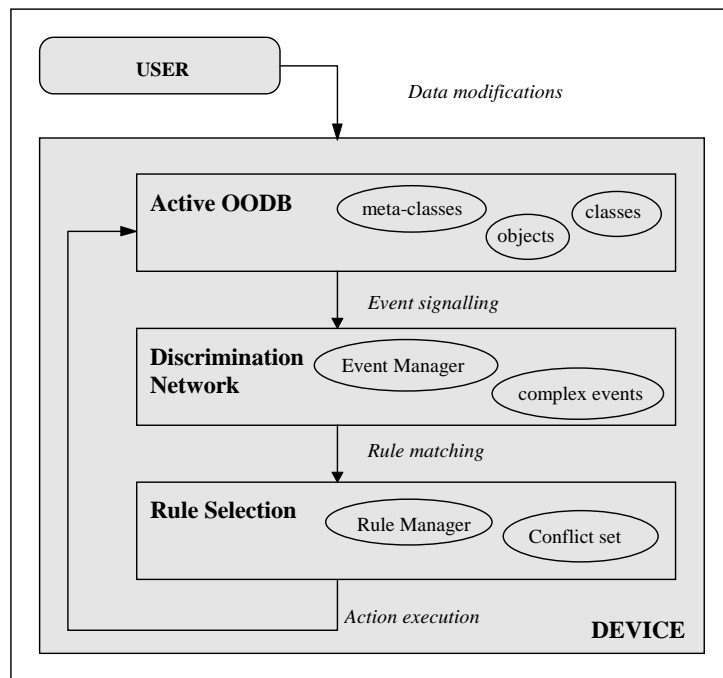 USER
Data modifications
Active OODB
meta-classes
classes
objects
Event signalling
Discrimination
Network
Event Manager
complex events
Rule matching
Rule Selection
Rule Manager
Conflict set
Action execution
DEVICE